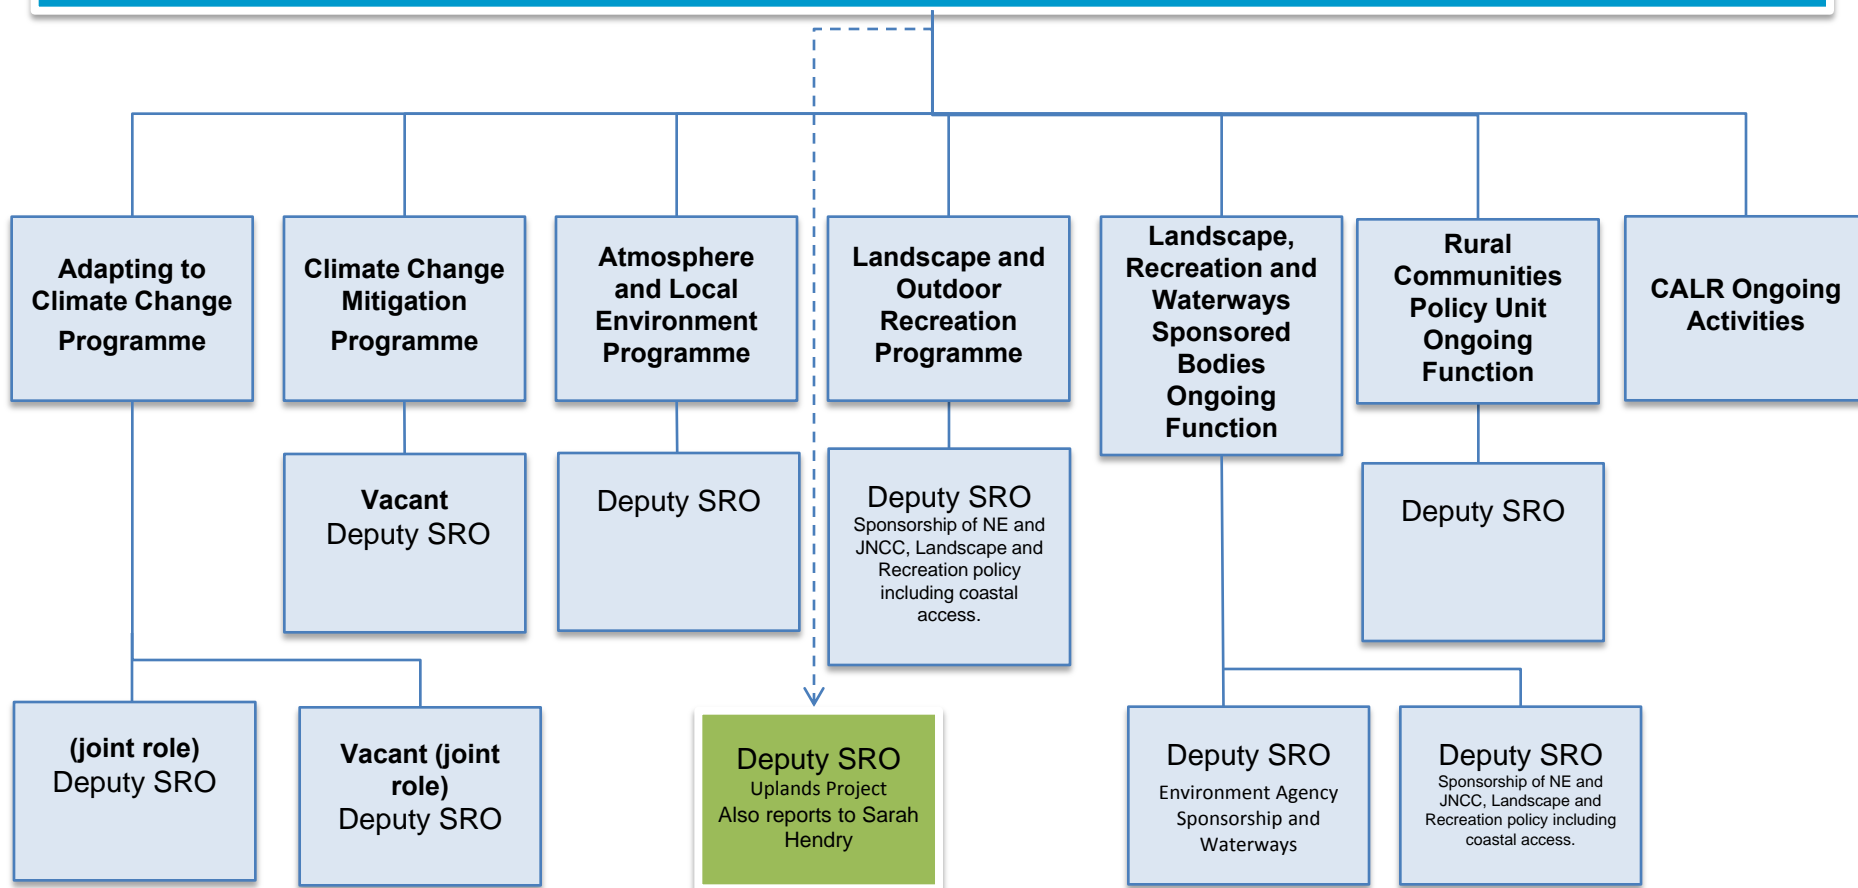 Adapting to
Climate Change
Programme
Climate Change
Mitigation
Programme
Atmosphere
and Local
Environment
Programme
Landscape and
Outdoor
Recreation
Programme
Landscape,
Recreation and
Waterways
Sponsored
Bodies
Ongoing
Function
Rural
Communities
Policy Unit
Ongoing
Function
CALR Ongoing
Activities
Vacant
Deputy SRO
Deputy SRO
Deputy SRO
Sponsorship of NE and
JNCC, Landscape and
Recreation policy
including coastal
access.
Deputy SRO
(joint role)
Deputy SRO
Vacant (joint
role)
Deputy SRO
Deputy SRO
Uplands Project
Also reports to Sarah
Hendry
Deputy SRO
Environment Agency
Sponsorship and
Waterways
Deputy SRO
Sponsorship of NE and
JNCC, Landscape and
Recreation policy including
coastal access.